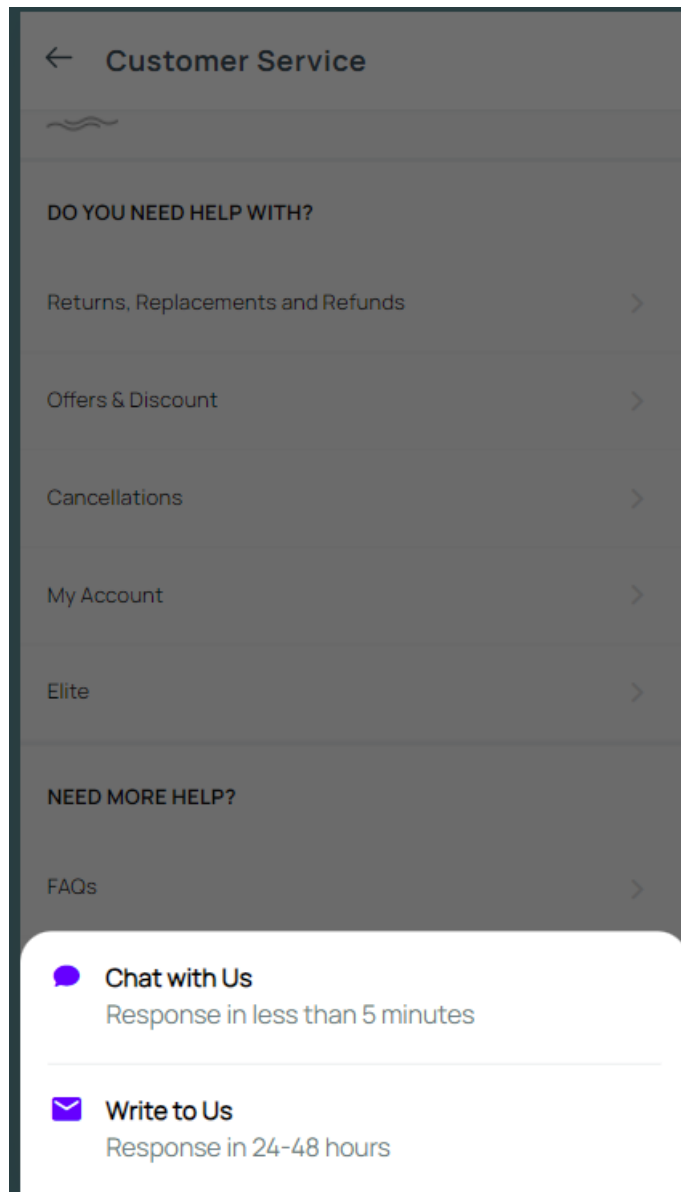 Customer Service
DO YOU NEED HELP WITH?
Returns, Replacements and Refunds
Offers & Discount
Cancellations
My Account
Elite
NEED MORE HELP?
FAQs
Chat with Us
Response in less than 5 minutes
Write to Us
Response in 24-48 hours